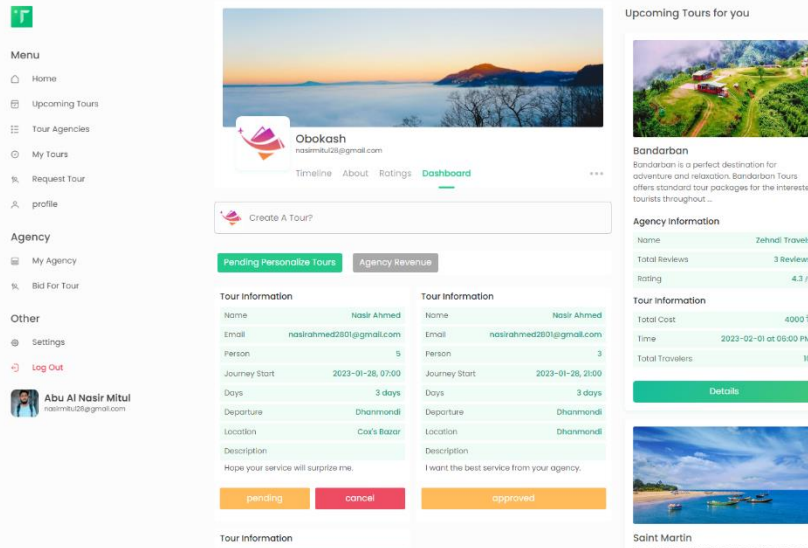 Menu
Home
Upcoming Tours
Tour Agencies
My Tours
Request Tour
profile
Agency
My Agency
Bid For Tour
Other
Settings
Log Out
Abu Al Nasir Mitul
nasirmitul28@gmail.com
Obokash
nasirmitul28@gmail.com
Timeline About Ratings Dashboard
Create A Tour?
Pending Personalize Tours Agency Revenue
Tour Information
Name Nasir Ahmed
Email nasirahmed2801@gmail.com
Person 5
Journey Start 2023-01-28, 07:00
Days 3 days
Departure Dhanmondi
Location Cox's Bazar
Description
Hope your service will surprize me.
pending cancel
Tour Information
Name Nasir Ahmed
Email nasirahmed2801@gmail.com
Person 3
Journey Start 2023-01-28, 21:00
Days 3 days
Departure Dhanmondi
Location Dhanmondi
Description
I want the best service from your agency.
approved
Tour Information
Upcoming Tours for you
Bandarban
Bandarban is a perfect destination for
adventure and relaxation. Bandarban Tours
offers standard tour packages for the intereste
tourists throughout ...
Agency Information
Name Zehndi Travels
Total Reviews 3 Reviews
Rating 4.3 /
Tour Information
Total Cost 4000
Time 2023-02-01 at 06:00 PM
Total Travelers
Details
Saint Martin